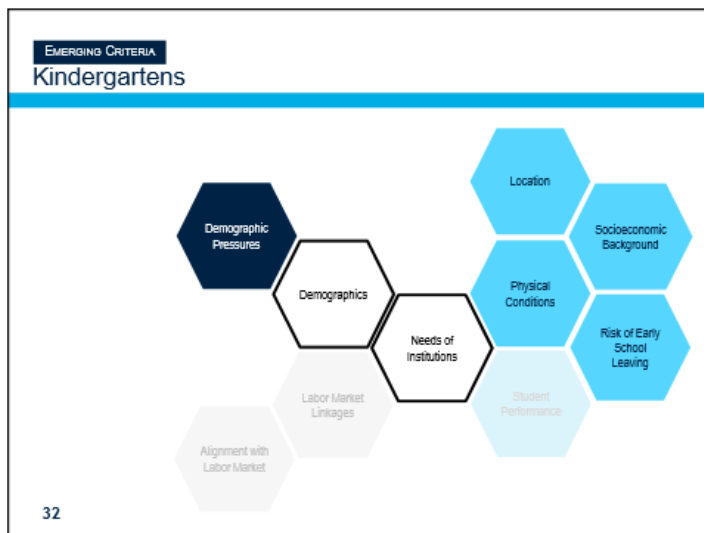 EMERGING CRITERIA
Kindergartens
Location
Demographic
Pressures
Socioeconomic
Background
Demographics
Physical
Conditions
Needs of
Institutions
Risk of Early
School
Leaving
Labor Market
Linkages
Student
Performance
Alignment with
Labor Market
32